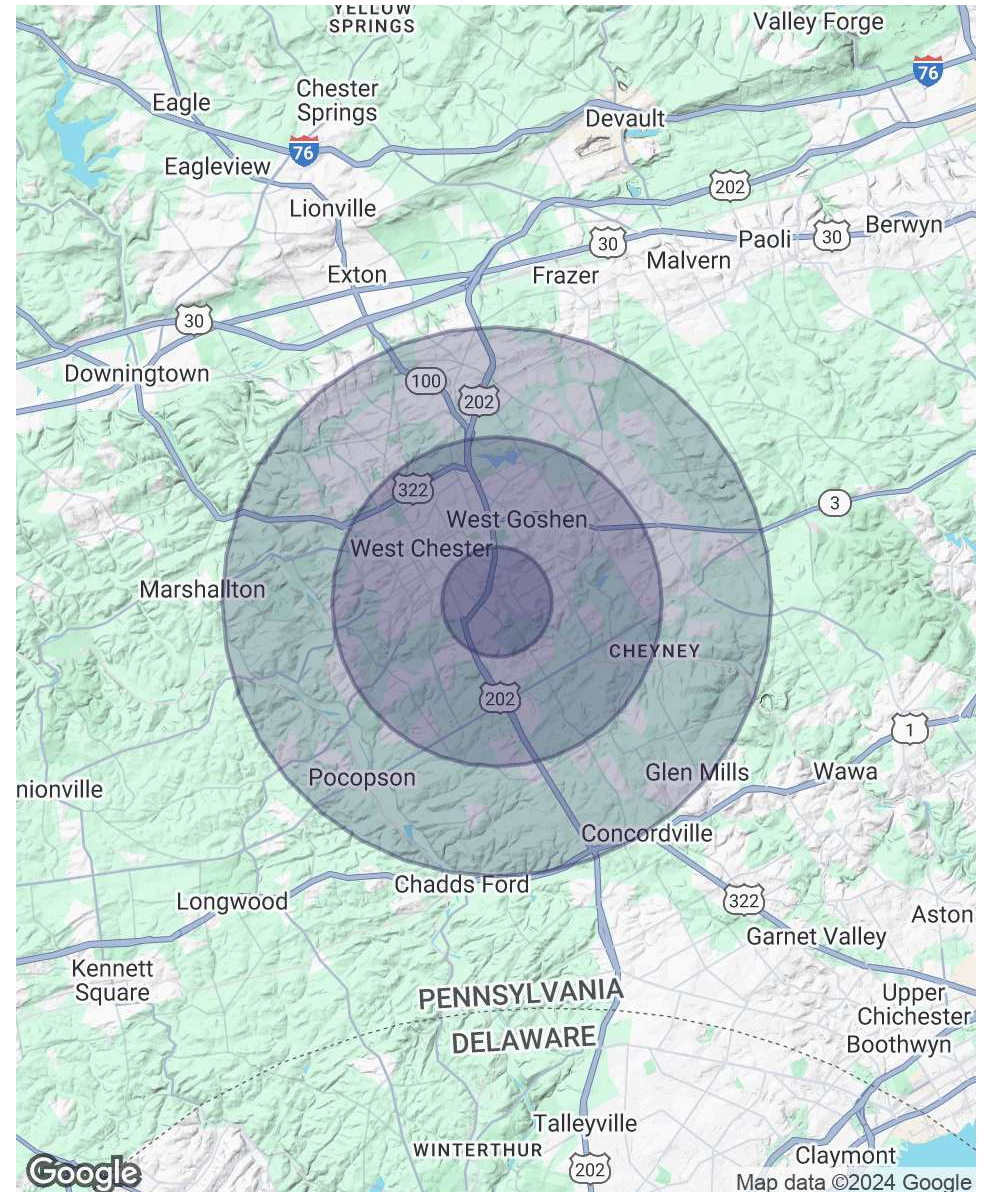 YELLOW
SPRINGS
Valley Forge
76
Eagle
Chester
Springs
Devault
76
Eagleview
202
Lionville
30
Paoli
30
Berwyn
Malvern
Exton
Frazer
30
Downingtown
100
202
322
3
West Goshen
West Chester
Marshallton
CHEYNEY
202
1
Pocopson
Glen Mills
Wawa
nionville
Concordville
Chadds Ford
Longwood
322
Aston
Garnet Valley
Kennett
Square
PENNSYLVANIA
Upper
Chichester
DELAWARE
Boothwyn
Talleyville
WINTERTHUR
202
Claymont
Google
Map data ©2024 Google